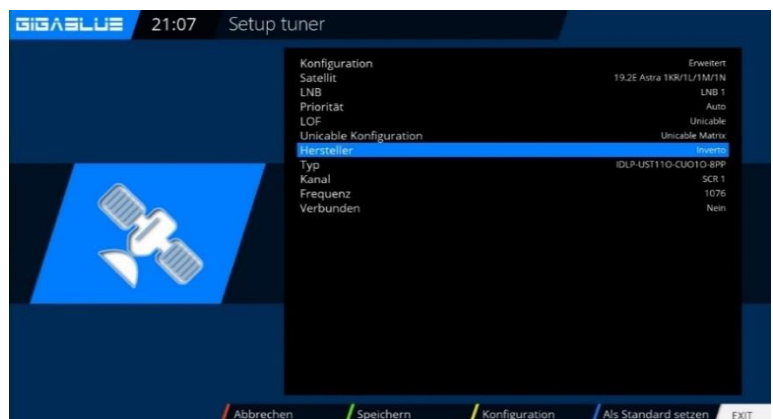 GIGABLUE 21:07 Setup tuner
Konfiguration Erweitert
Satellit 19.2E Astra 1KR/1L/1M/1N
LNB LNB 1
Priorität Auto
LOF Unicable
Unicable Konfiguration Unicable Matrix
Hersteller Inverto
Typ IDLP-UST11O-CUO1O-8PP
Kanal SCR 1
Frequenz 1076
Verbunden Nein
Abbrechen Speichern Konfiguration Als Standard setzen EXIT